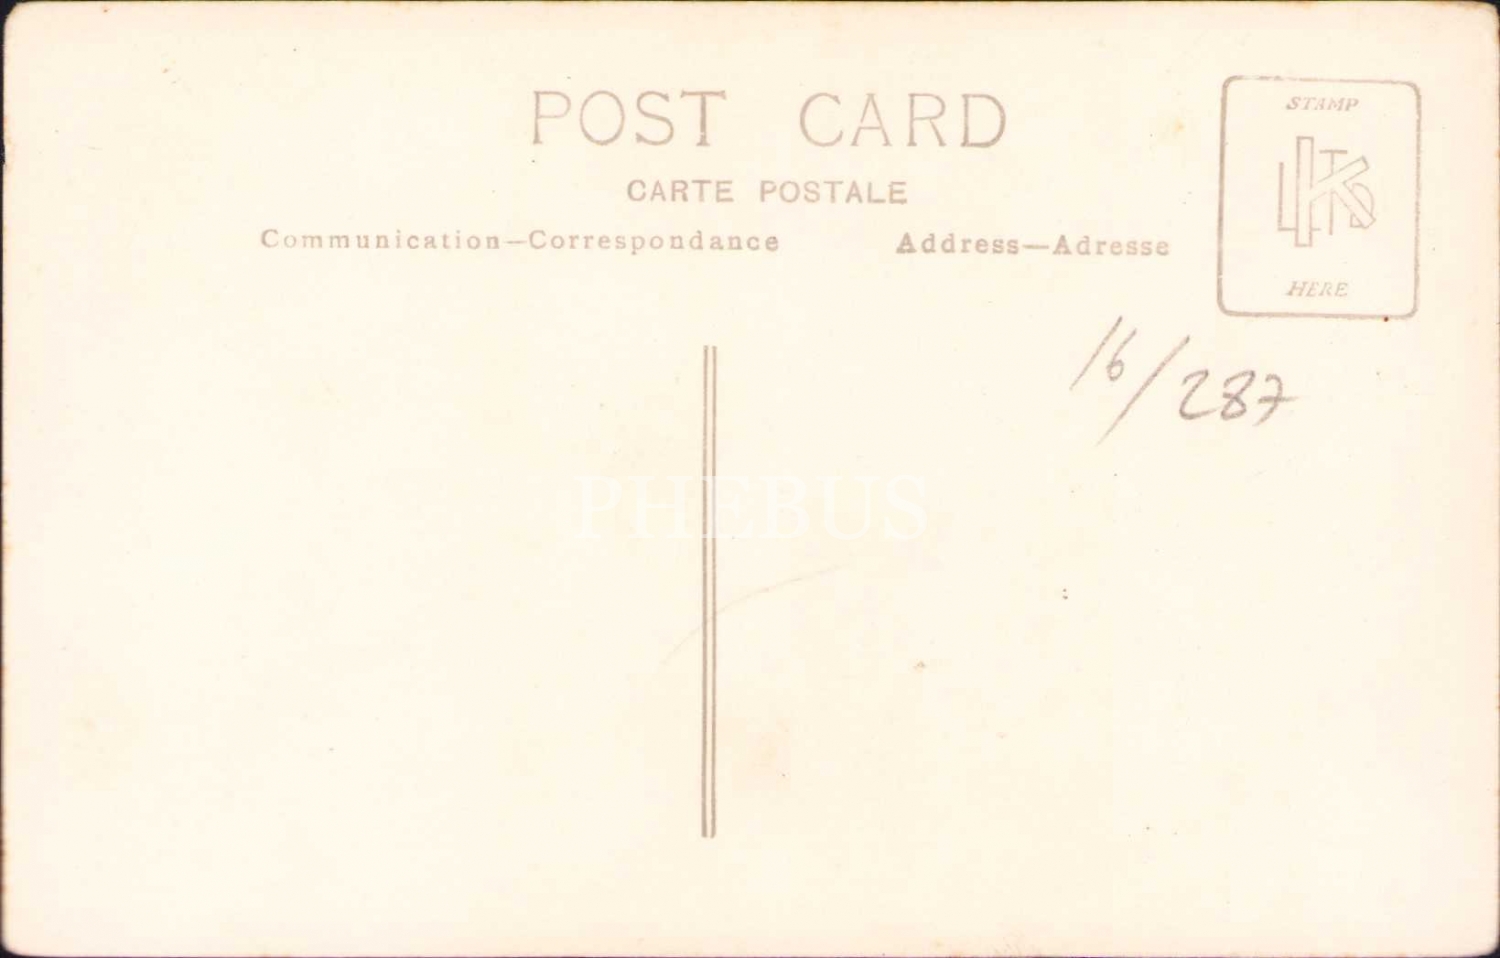 POST CARD
CARTE POSTALE
Communication—Correspondance
Address—Adresse
STAMP
HERE
16/287
PHEBUS